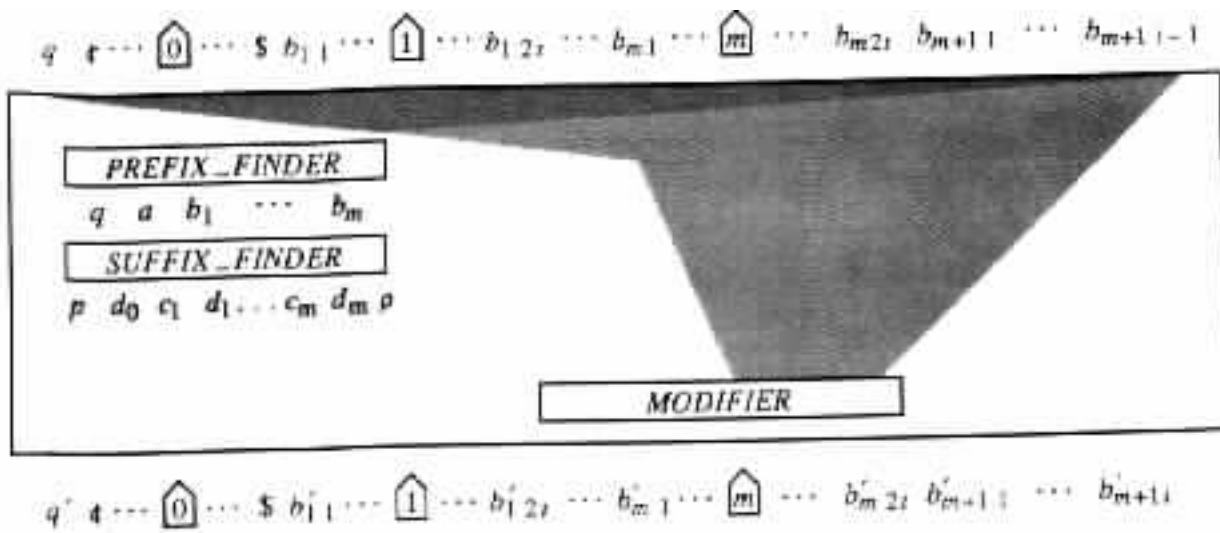 q ¢ ⋯ 0 ⋯ $ b₁ ₁ ⋯ 1 ⋯ b₁ ₂ₜ ⋯ bₘ ₁ ⋯ m ⋯ bₘ ₂ₜ bₘ₊₁ ₁ ⋯ bₘ₊₁ ᵢ₋₁
PREFIX_FINDER
q a b₁ ⋯ bₘ
SUFFIX_FINDER
p d₀ c₁ d₁ ... cₘ dₘ ρ
MODIFIER
q' ¢ ⋯ 0 ⋯ $ b'₁ ₁ ⋯ 1 ⋯ b'₁ ₂ₜ ⋯ b'ₘ ₁ ⋯ m ⋯ b'ₘ ₂ₜ b'ₘ₊₁ ₁ ⋯ b'ₘ₊₁ ᵢ